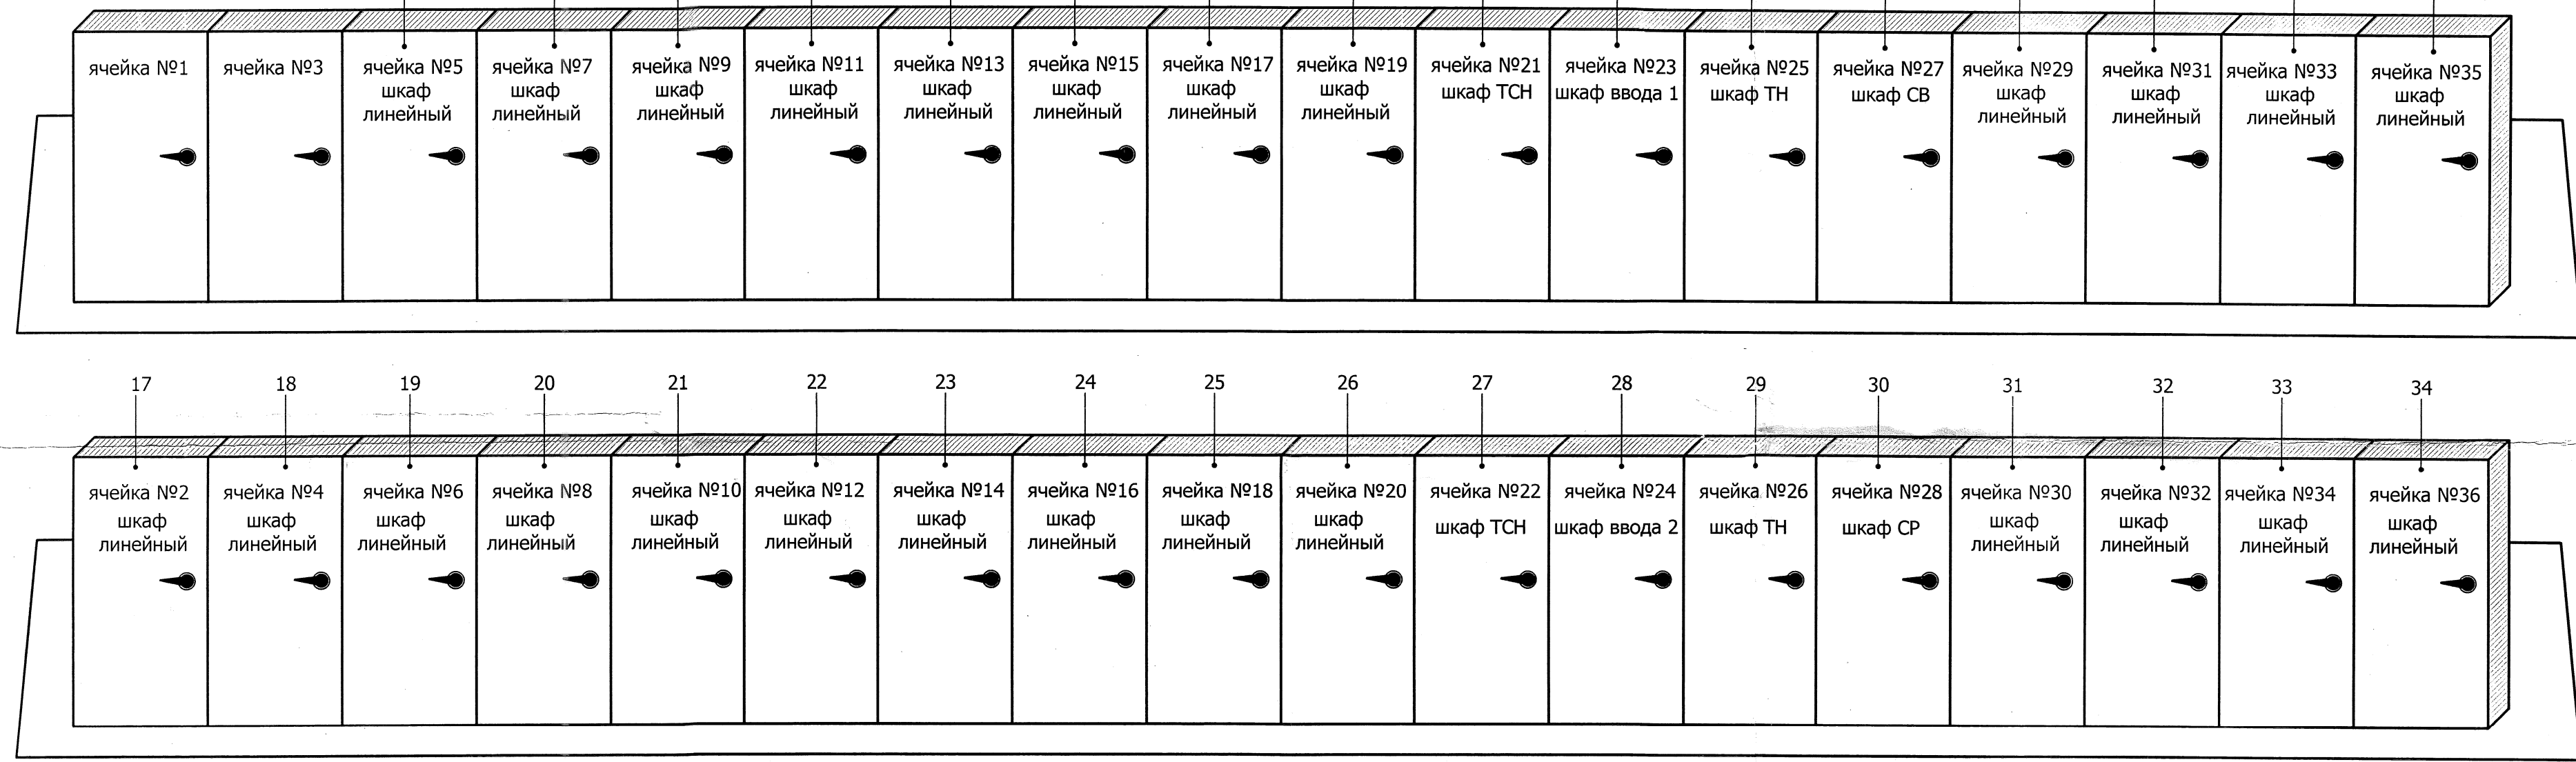 ячейка №1
ячейка №3
ячейка №5
шкаф
линейный
ячейка №7
шкаф
линейный
ячейка №9
шкаф
линейный
ячейка №11
шкаф
линейный
ячейка №13
шкаф
линейный
ячейка №15
шкаф
линейный
ячейка №17
шкаф
линейный
ячейка №19
шкаф
линейный
ячейка №21
шкаф ТСН
ячейка №23
шкаф ввода 1
ячейка №25
шкаф ТН
ячейка №27
шкаф СВ
ячейка №29
шкаф
линейный
ячейка №31
шкаф
линейный
ячейка №33
шкаф
линейный
ячейка №35
шкаф
линейный
17 18 19 20 21 22 23 24 25 26 27 28 29 30 31 32 33 34
ячейка №2
шкаф
линейный
ячейка №4
шкаф
линейный
ячейка №6
шкаф
линейный
ячейка №8
шкаф
линейный
ячейка №10
шкаф
линейный
ячейка №12
шкаф
линейный
ячейка №14
шкаф
линейный
ячейка №16
шкаф
линейный
ячейка №18
шкаф
линейный
ячейка №20
шкаф
линейный
ячейка №22
шкаф ТСН
ячейка №24
шкаф ввода 2
ячейка №26
шкаф ТН
ячейка №28
шкаф СР
ячейка №30
шкаф
линейный
ячейка №32
шкаф
линейный
ячейка №34
шкаф
линейный
ячейка №36
шкаф
линейный